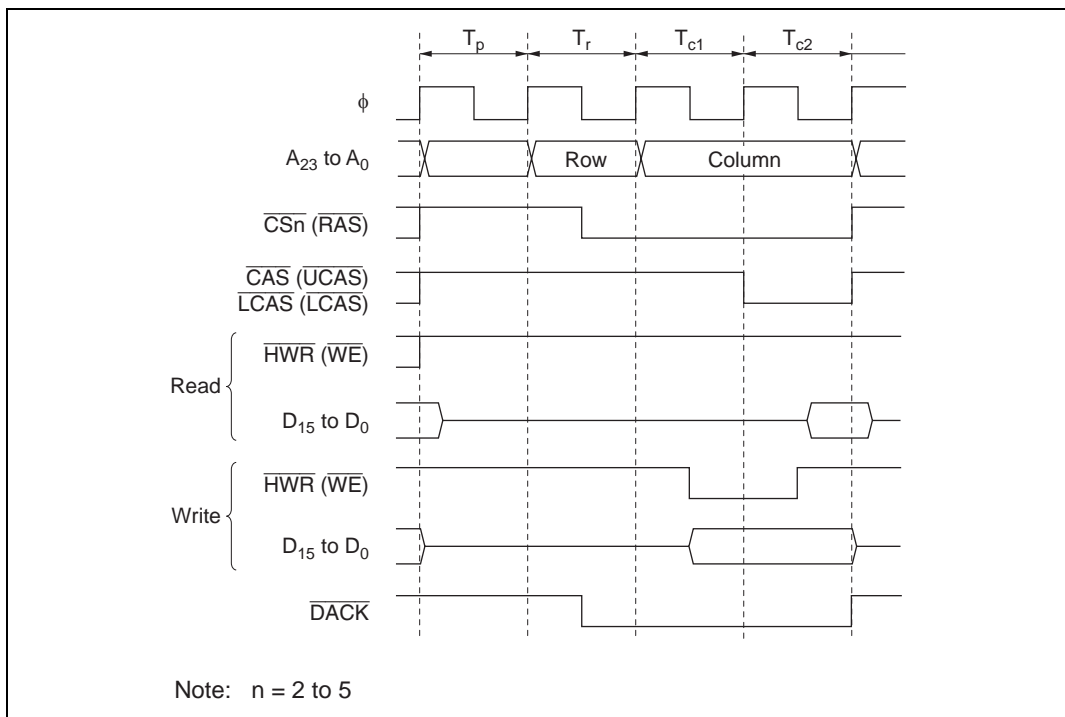 Tp Tr Tc1 Tc2
φ
A23 to A0 Row Column
CSn (RAS)
CAS (UCAS)
LCAS (LCAS)
HWR (WE)
Read
D15 to D0
HWR (WE)
Write
D15 to D0
DACK
Note: n = 2 to 5